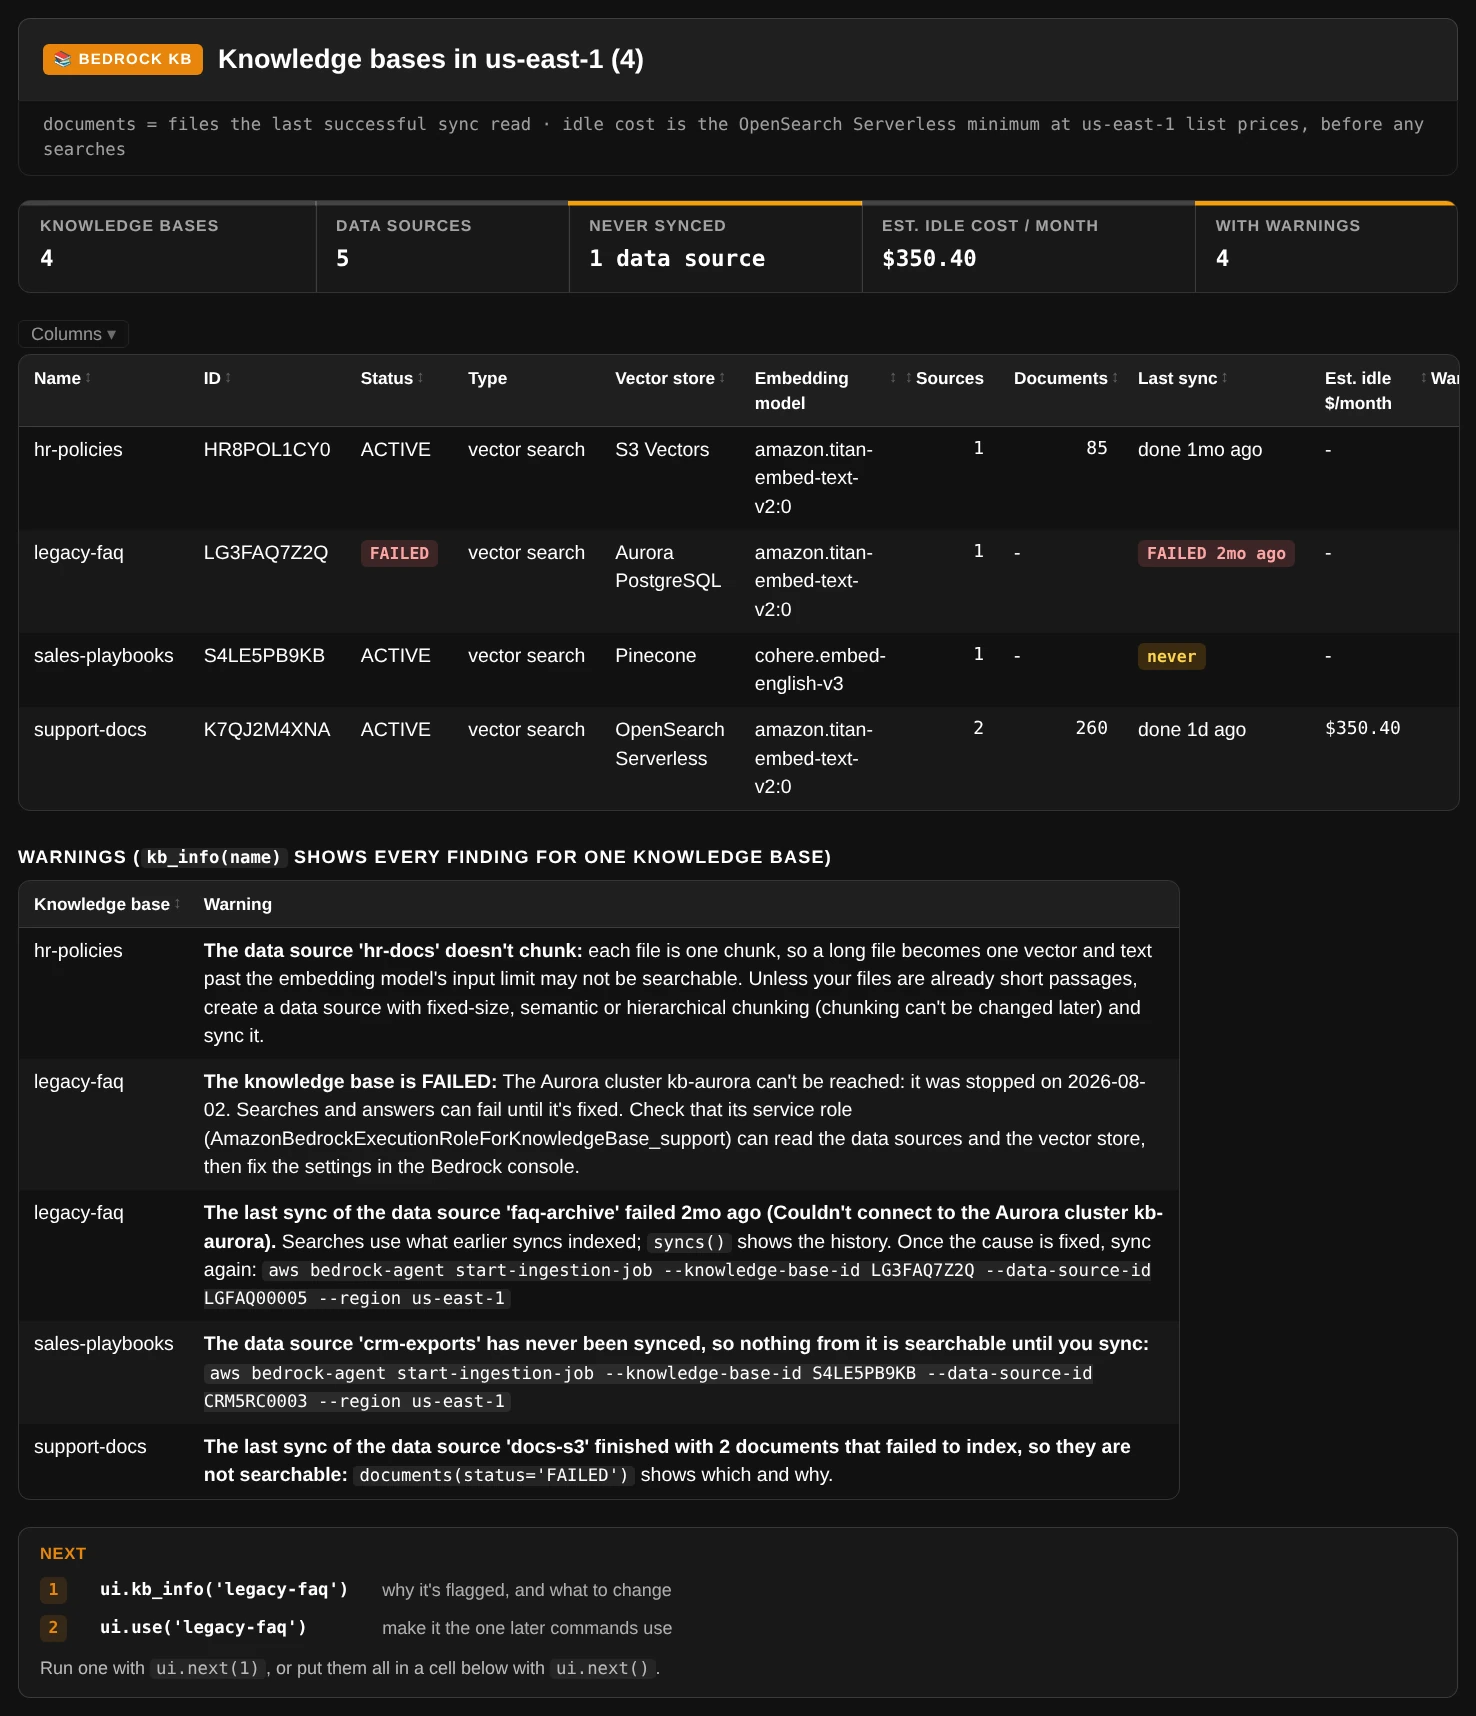 📚 BEDROCK KB Knowledge bases in us-east-1 (4)
documents = files the last successful sync read · idle cost is the OpenSearch Serverless minimum at us-east-1 list prices, before any
searches
KNOWLEDGE BASES DATA SOURCES NEVER SYNCED EST. IDLE COST / MONTH WITH WARNINGS
4 5 1 data source $350.40 4
Columns ▾
Name ↕ ID ↕ Status ↕ Type Vector store ↕ Embedding ↕ ↕ Sources Documents ↕ Last sync ↕ Est. idle ↕
model $/month
hr-policies HR8POL1CY0 ACTIVE vector search S3 Vectors amazon.titan- 1 85 done 1mo ago -
embed-text-
v2:0
legacy-faq LG3FAQ7Z2Q FAILED vector search Aurora amazon.titan- 1 - FAILED 2mo ago -
PostgreSQL embed-text-
v2:0
sales-playbooks S4LE5PB9KB ACTIVE vector search Pinecone cohere.embed- 1 - never -
english-v3
support-docs K7QJ2M4XNA ACTIVE vector search OpenSearch amazon.titan- 2 260 done 1d ago $350.40
Serverless embed-text-
v2:0
WARNINGS (kb_info(name) SHOWS EVERY FINDING FOR ONE KNOWLEDGE BASE)
Knowledge base ↕ Warning
hr-policies The data source 'hr-docs' doesn't chunk: each file is one chunk, so a long file becomes one vector and text
past the embedding model's input limit may not be searchable. Unless your files are already short passages,
create a data source with fixed-size, semantic or hierarchical chunking (chunking can't be changed later) and
sync it.
legacy-faq The knowledge base is FAILED: The Aurora cluster kb-aurora can't be reached: it was stopped on 2026-08-
02. Searches and answers can fail until it's fixed. Check that its service role
(AmazonBedrockExecutionRoleForKnowledgeBase_support) can read the data sources and the vector store,
then fix the settings in the Bedrock console.
legacy-faq The last sync of the data source 'faq-archive' failed 2mo ago (Couldn't connect to the Aurora cluster kb-
aurora). Searches use what earlier syncs indexed; syncs() shows the history. Once the cause is fixed, sync
again: aws bedrock-agent start-ingestion-job --knowledge-base-id LG3FAQ7Z2Q --data-source-id
LGFAQ00005 --region us-east-1
sales-playbooks The data source 'crm-exports' has never been synced, so nothing from it is searchable until you sync:
aws bedrock-agent start-ingestion-job --knowledge-base-id S4LE5PB9KB --data-source-id
CRM5RC0003 --region us-east-1
support-docs The last sync of the data source 'docs-s3' finished with 2 documents that failed to index, so they are
not searchable: documents(status='FAILED') shows which and why.
NEXT
1 ui.kb_info('legacy-faq') why it's flagged, and what to change
2 ui.use('legacy-faq') make it the one later commands use
Run one with ui.next(1), or put them all in a cell below with ui.next().